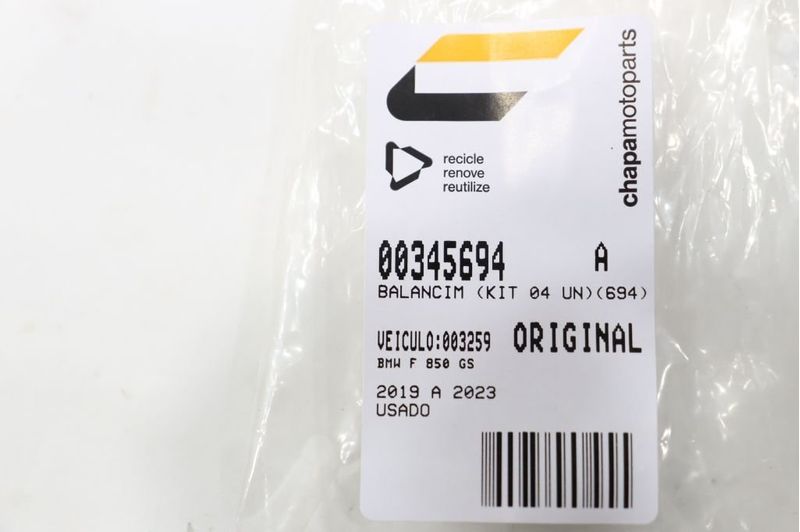 chapamotoparts
recicle
renove
reutilize
00345694 A
BALANCIM (KIT 04 UN)(694)
VEICULO:003259 ORIGINAL
BMW F 850 GS
2019 A 2023
USADO